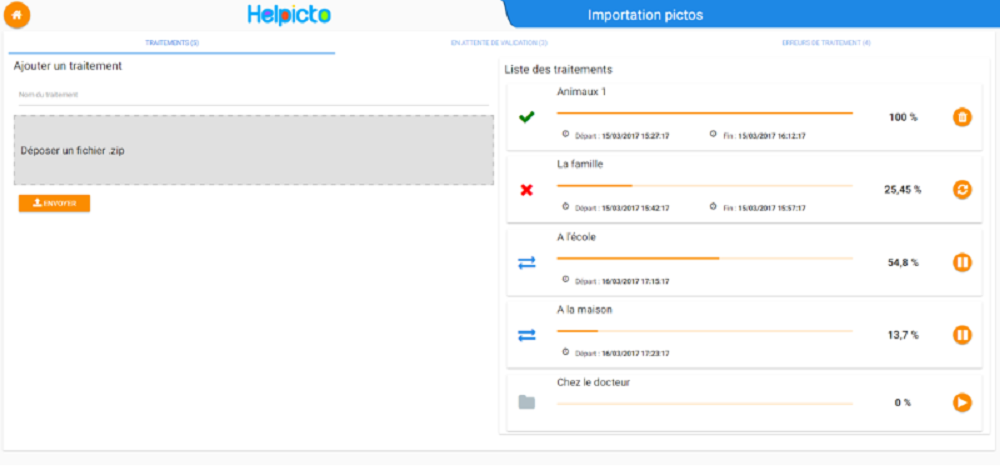 Helpicto
Importation pictos
TRAITEMENTS (5)
EN ATTENTE DE VALIDATION (2)
ERREURS DE TRAITEMENT (4)
Ajouter un traitement
Nom du traitement
Déposer un fichier .zip
ENVOYER
Liste des traitements
Animaux 1
100 %
Départ : 15/03/2017 15:27:17
Fin : 15/03/2017 16:12:17
La famille
25,45 %
Départ : 15/03/2017 15:42:17
Fin : 15/03/2017 15:57:17
A l'école
54,8 %
Départ : 16/03/2017 17:15:17
A la maison
13,7 %
Départ : 16/03/2017 17:23:17
Chez le docteur
0 %